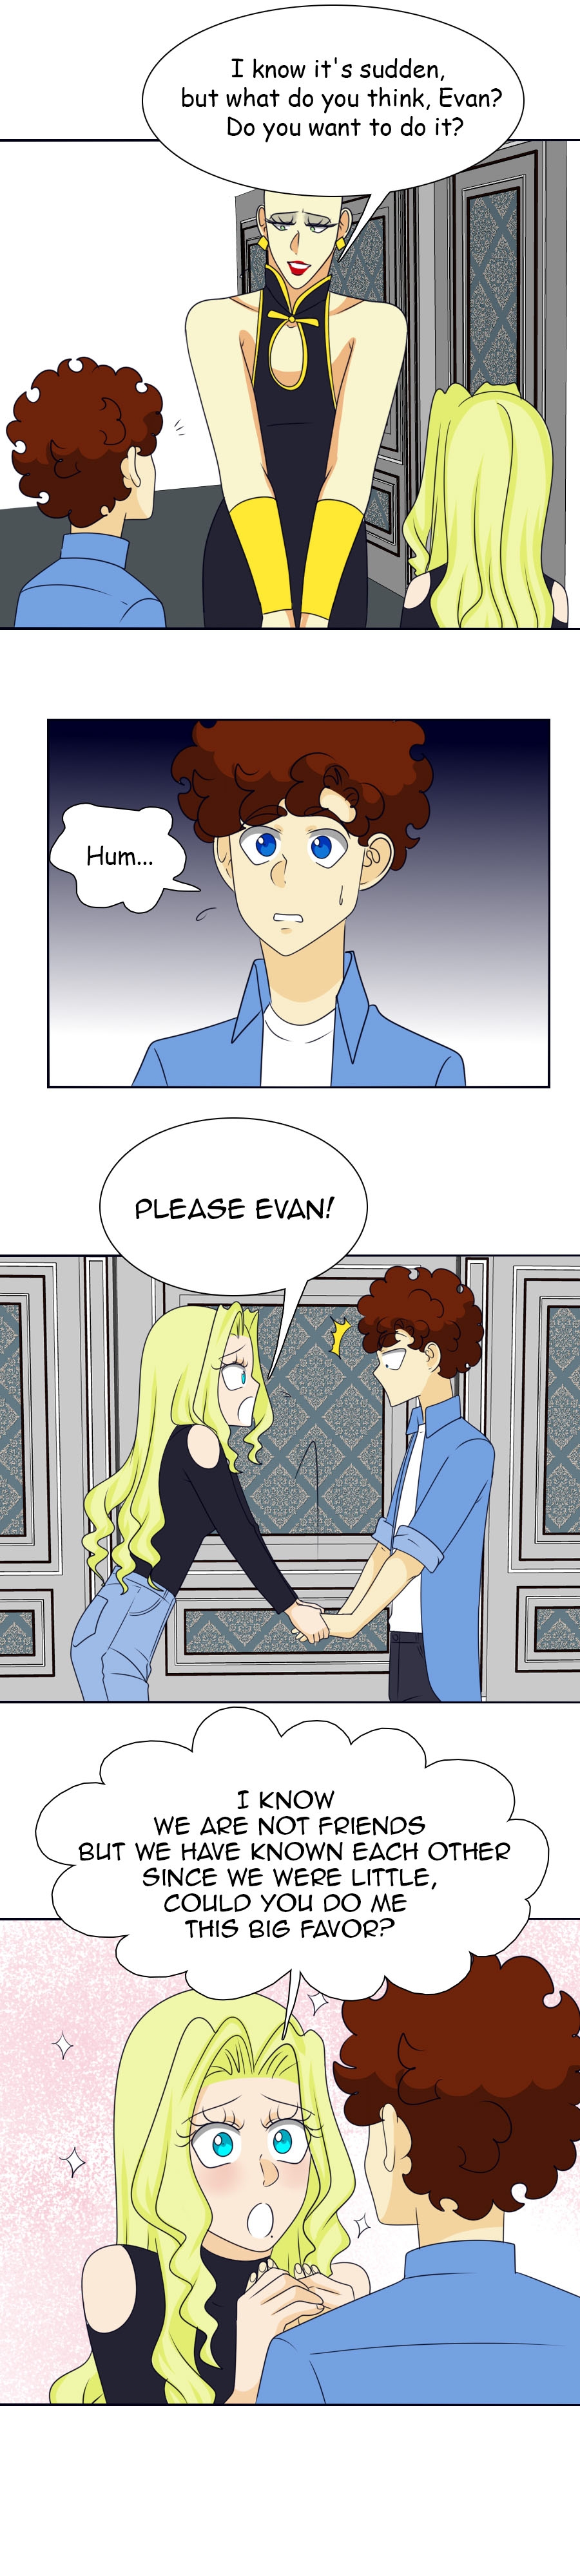 I know it's sudden,
but what do you think, Evan?
Do you want to do it?
Hum...
PLEASE EVAN!
I KNOW
WE ARE NOT FRIENDS
BUT WE HAVE KNOWN EACH OTHER
SINCE WE WERE LITTLE,
COULD YOU DO ME
THIS BIG FAVOR?